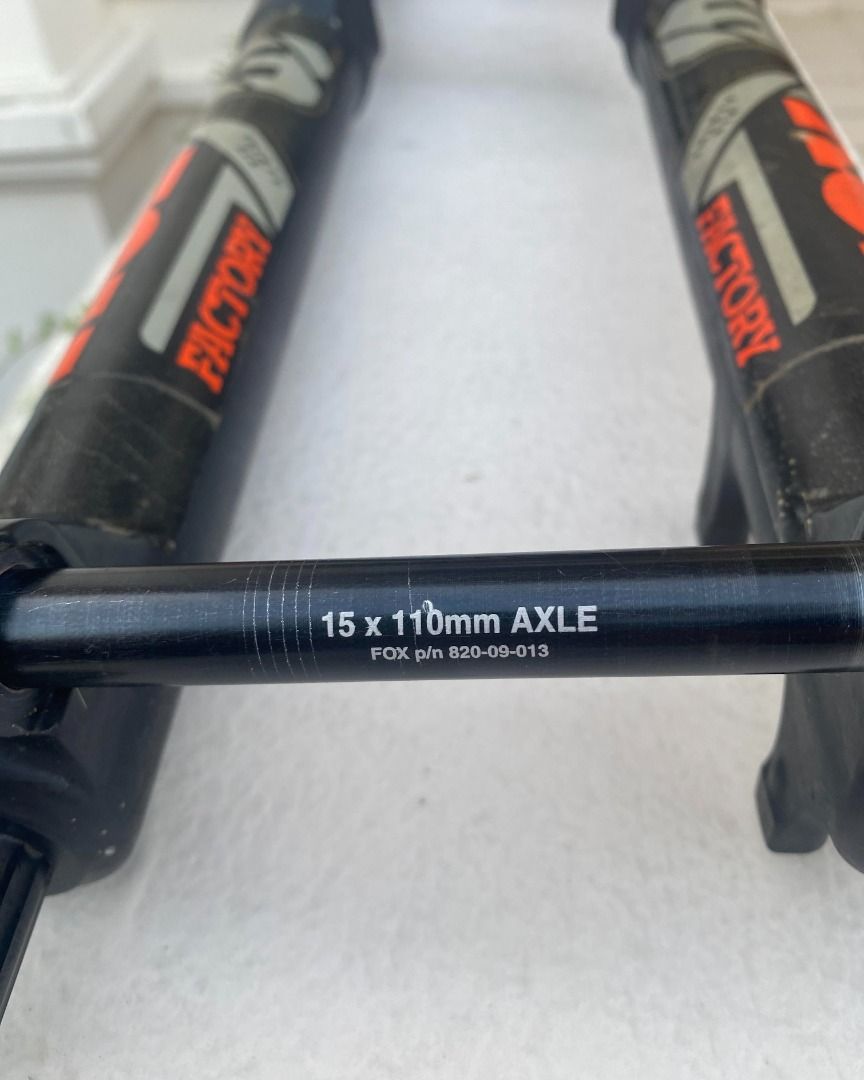 FACTORY
FACTORY
15 x 110mm AXLE
FOX p/n 820-09-013